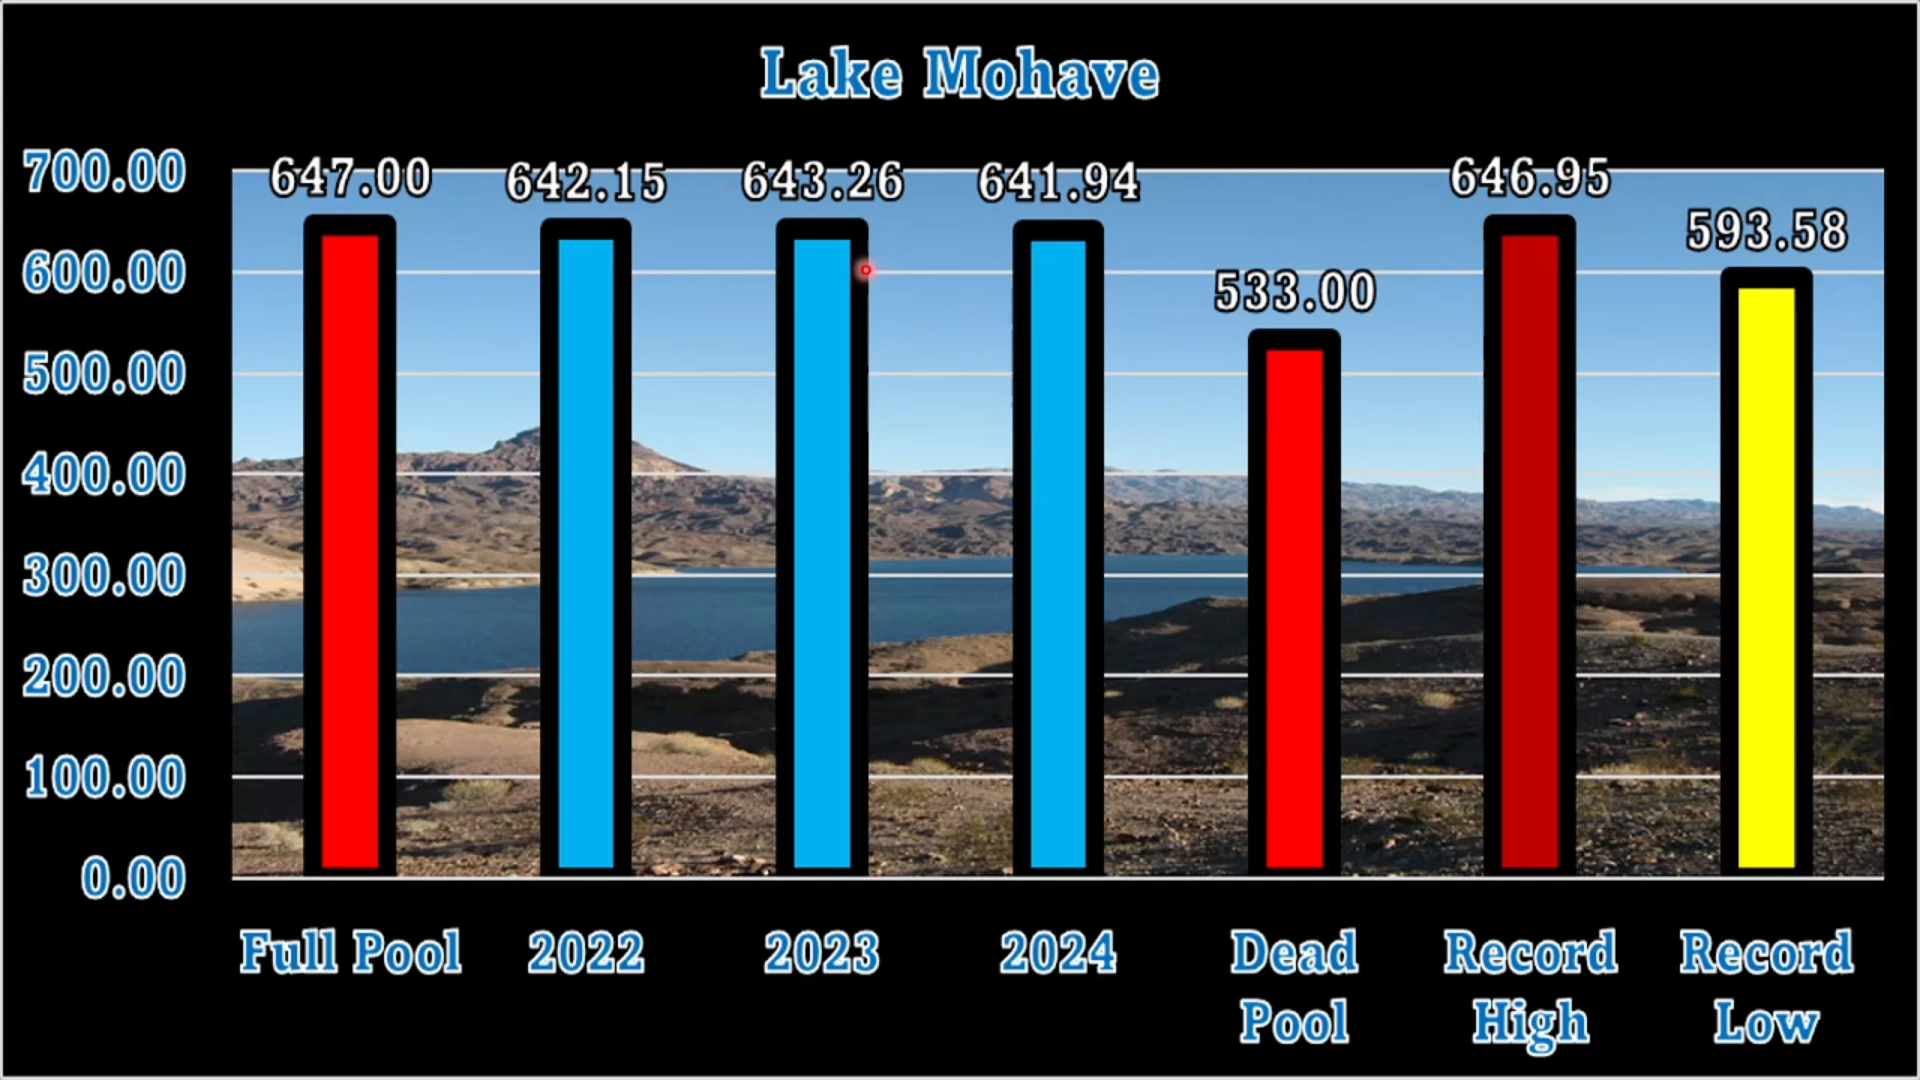 Lake Mohave
700.00
600.00
500.00
400.00
300.00
200.00
100.00
0.00
647.00
642.15
643.26
641.94
533.00
646.95
593.58
Full Pool
2022
2023
2024
Dead
Pool
Record
High
Record
Low